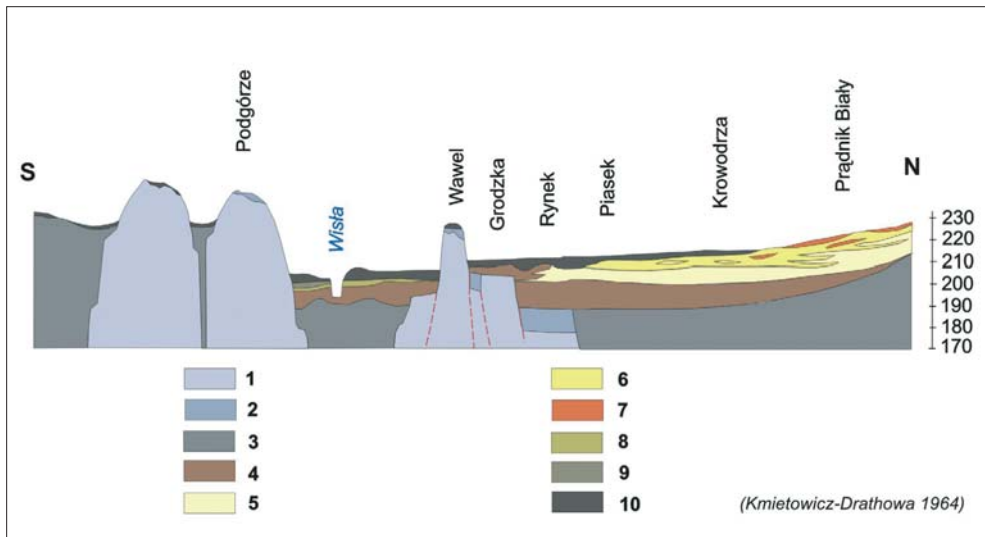 S
Podgórze
Wisła
Wawel
Grodzka
Rynek
Piasek
Krowodrza
Prądnik Biały
N
230
220
210
200
190
180
170
1
2
3
4
5
6
7
8
9
10
(Kmietowicz-Drathowa 1964)